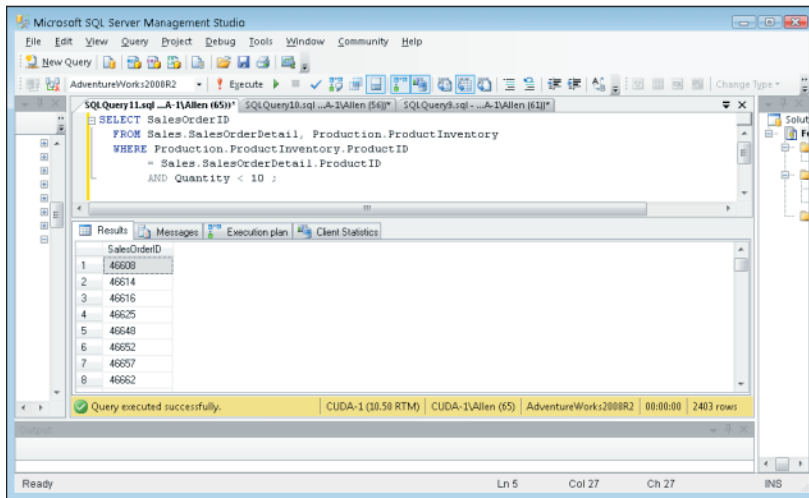 Microsoft SQL Server Management Studio
File Edit View Query Project Debug Tools Window Community Help
New Query
AdventureWorks2008R2 Execute Change Type
SQLQuery11.sql ...A-1\Allen (65))* SQLQuery10.sql ...A-1\Allen (56))* SQLQuery9.sql - ...A-1\Allen (61))*
SELECT SalesOrderID
FROM Sales.SalesOrderDetail, Production.ProductInventory
WHERE Production.ProductInventory.ProductID
= Sales.SalesOrderDetail.ProductID
AND Quantity < 10 ;
Solut
Results Messages Execution plan Client Statistics
SalesOrderID
1 46608
2 46614
3 46616
4 46625
5 46648
6 46652
7 46657
8 46662
Query executed successfully. CUDA-1 (10.50 RTM) CUDA-1\Allen (65) AdventureWorks2008R2 00:00:00 2403 rows
Output
Ready Ln 5 Col 27 Ch 27 INS